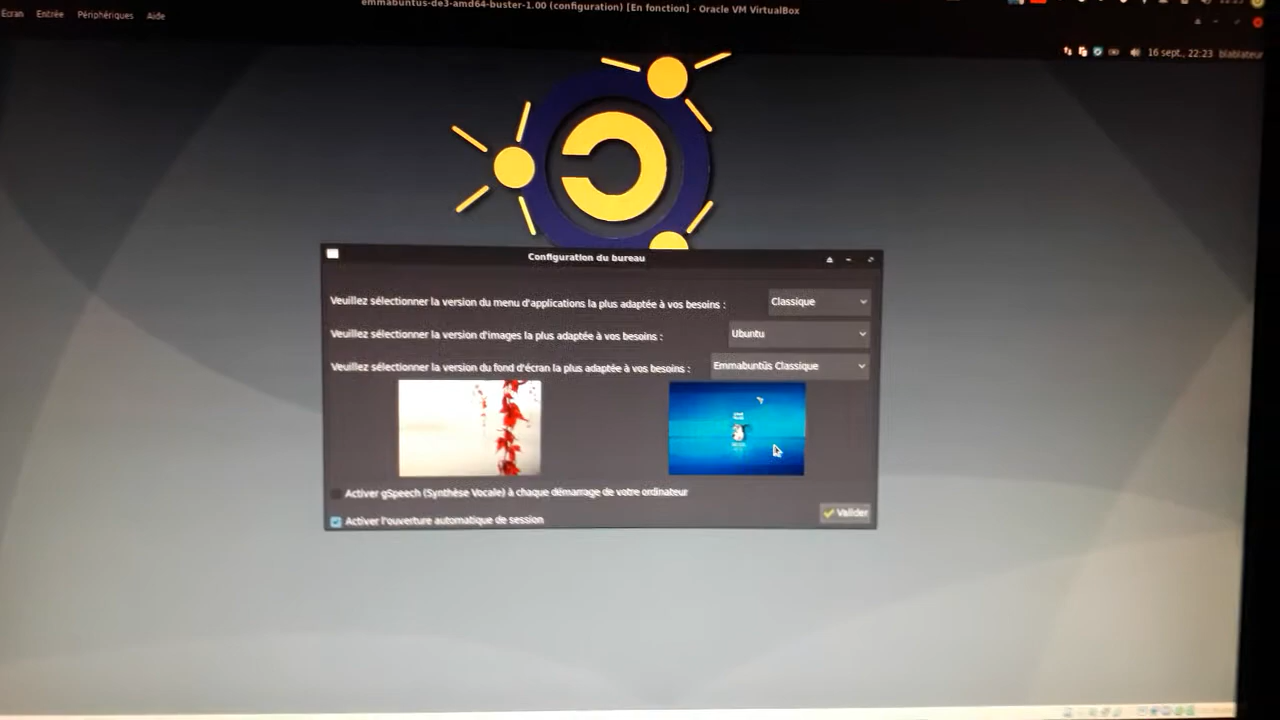 emmabuntus-de3-amd64-buster-1.00 (configuration) [En fonction] - Oracle VM VirtualBox
Écran Entrée Périphériques Aide
16 sept., 22:23 blablateur
Configuration du bureau
Veuillez sélectionner la version du menu d'applications la plus adaptée à vos besoins : Classique
Veuillez sélectionner la version d'images la plus adaptée à vos besoins : Ubuntu
Veuillez sélectionner la version du fond d'écran la plus adaptée à vos besoins : Emmabuntüs Classique
Activer gSpeech (Synthèse Vocale) à chaque démarrage de votre ordinateur
Activer l'ouverture automatique de session
Valider